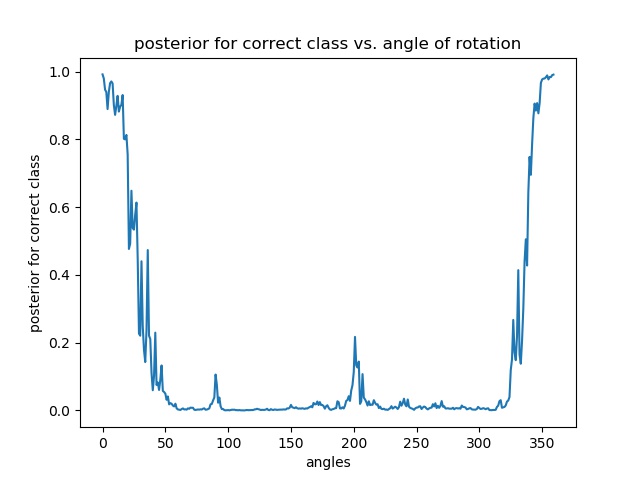 posterior for correct class vs. angle of rotation
posterior for correct class
1.0
0.8
0.6
0.4
0.2
0.0
0 50 100 150 200 250 300 350
angles